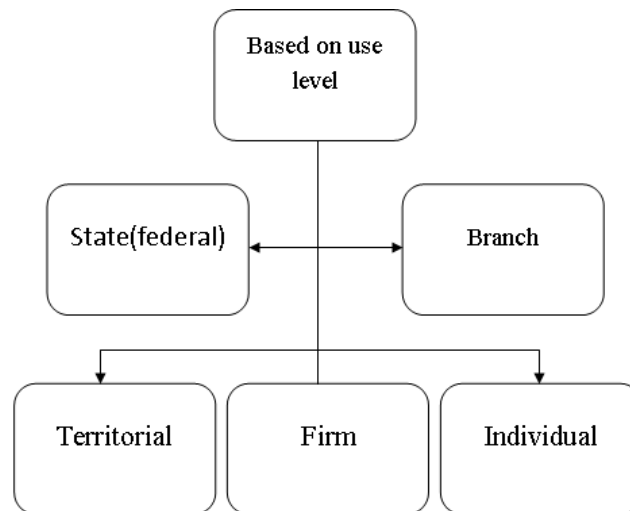 Based on use
level
State(federal)
Branch
Territorial
Firm
Individual